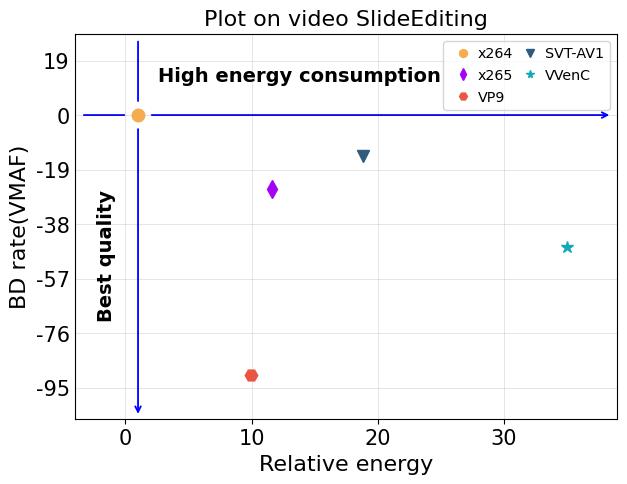 Plot on video SlideEditing
x264
x265
VP9
SVT-AV1
VVenC
High energy consumption
Best quality
BD rate(VMAF)
19
0
-19
-38
-57
-76
-95
0
10
20
30
Relative energy